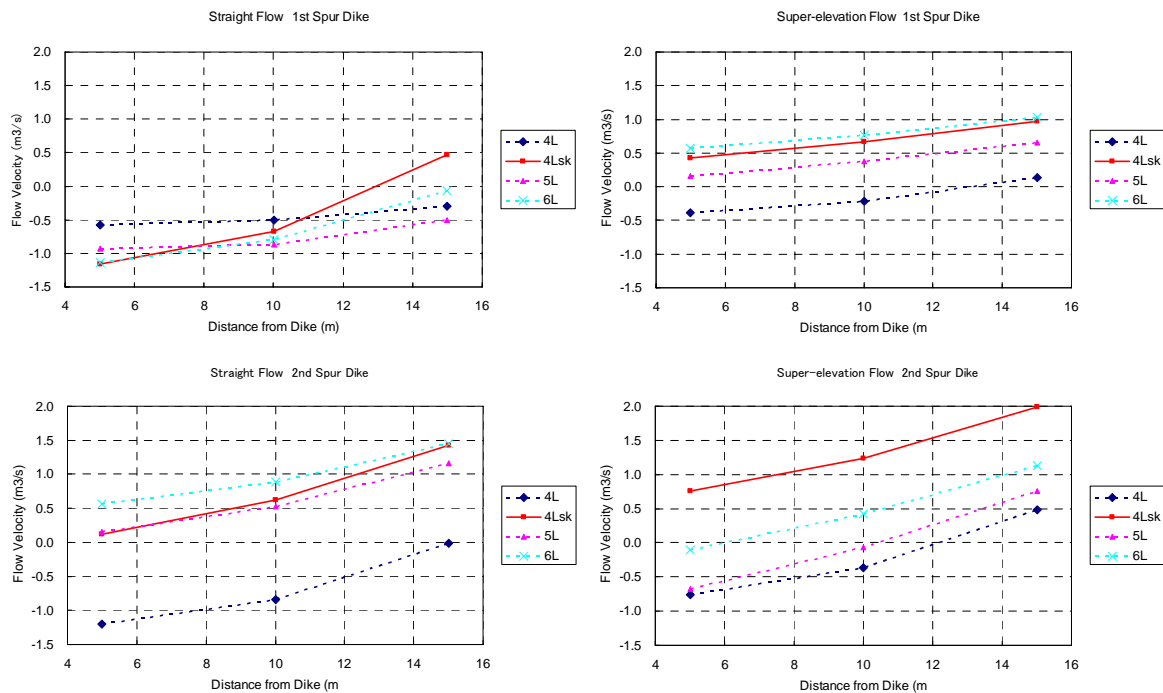 Straight Flow 1st Spur Dike
2.0
1.5
1.0
0.5
0.0
-0.5
-1.0
-1.5
Flow Velocity (m3/s)
4 6 8 10 12 14 16
Distance from Dike (m)
4L
4Lsk
5L
6L
Super-elevation Flow 1st Spur Dike
2.0
1.5
1.0
0.5
0.0
-0.5
-1.0
-1.5
Flow Velocity (m3/s)
4 6 8 10 12 14 16
Distance from Dike (m
4L
4Lsk
5L
6L
Straight Flow 2nd Spur Dike
2.0
1.5
1.0
0.5
0.0
-0.5
-1.0
-1.5
Flow Velocity (m3/s)
4 6 8 10 12 14 16
Distance from Dike (m
4L
4Lsk
5L
6L
Super-elevation Flow 2nd Spur Dike
2.0
1.5
1.0
0.5
0.0
-0.5
-1.0
-1.5
Flow Velocity (m3/s)
4 6 8 10 12 14 16
Distance from Dike (m
4L
4Lsk
5L
6L